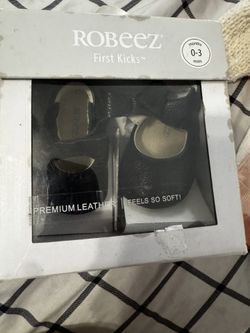 ROBEEZ®
First Kicks™
months
0-3
mois
PREMIUM LEATHER
FEELS SO SOFT!